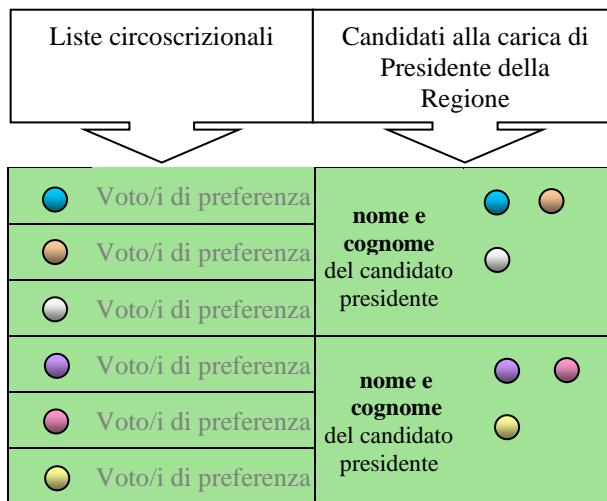 Liste circoscrizionali
Candidati alla carica di
Presidente della
Regione
Voto/i di preferenza
Voto/i di preferenza
Voto/i di preferenza
nome e
cognome
del candidato
presidente
Voto/i di preferenza
Voto/i di preferenza
Voto/i di preferenza
nome e
cognome
del candidato
presidente